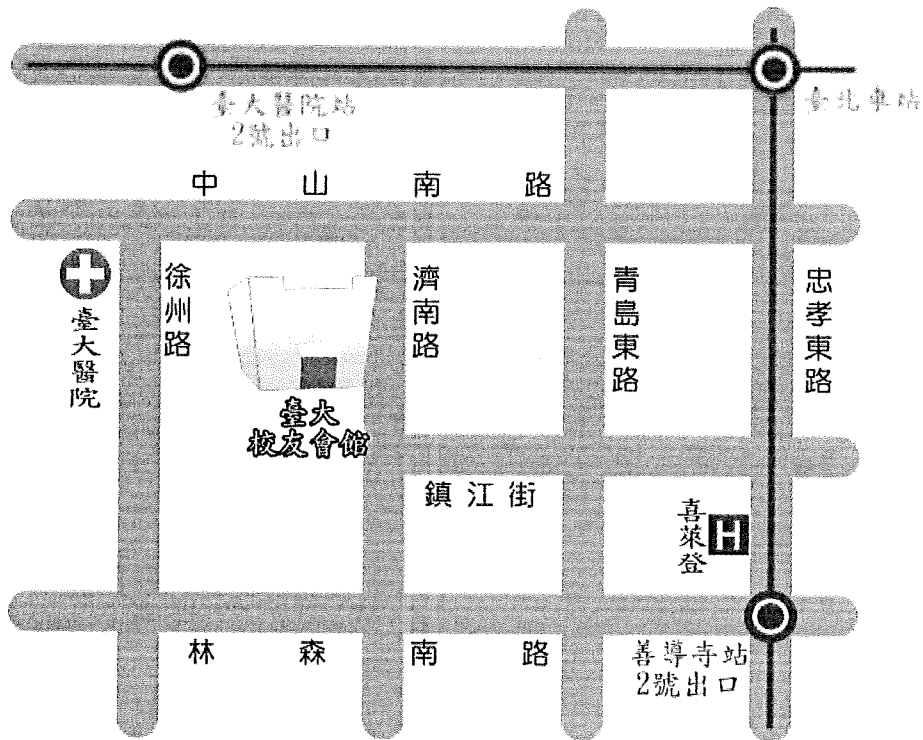 臺大醫院站
2號出口
臺北車站
中山南路
徐州路
濟南路
青島東路
忠孝東路
臺大醫院
臺大
校友會館
鎮江街
喜萊登
H
林森南路
善導寺站
2號出口